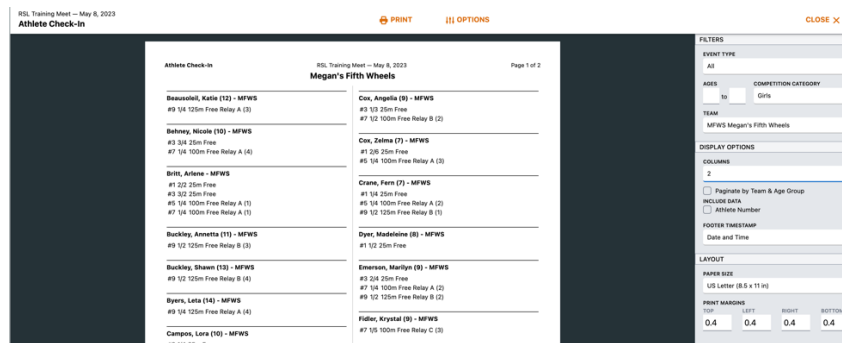 RSL Training Meet — May 8, 2023
Athlete Check-In
PRINT
OPTIONS
CLOSE
Athlete Check-In
RSL Training Meet — May 8, 2023
Page 1 of 2
Megan's Fifth Wheels
Beausoleil, Katie (12) - MFWS
#9 1/4 125m Free Relay A (3)
Behney, Nicole (10) - MFWS
#3 3/4 25m Free
#7 1/4 100m Free Relay A (4)
Britt, Arlene - MFWS
#1 2/2 25m Free
#3 3/2 25m Free
#5 1/4 100m Free Relay A (1)
#7 1/4 100m Free Relay A (1)
Buckley, Annetta (11) - MFWS
#9 1/2 125m Free Relay B (3)
Buckley, Shawn (13) - MFWS
#9 1/2 125m Free Relay B (4)
Byers, Leta (14) - MFWS
#9 1/4 125m Free Relay A (4)
Campos, Lora (10) - MFWS
Cox, Angelia (9) - MFWS
#3 1/3 25m Free
#7 1/2 100m Free Relay B (2)
Cox, Zelma (7) - MFWS
#1 2/6 25m Free
#5 1/4 100m Free Relay A (3)
Crane, Fern (7) - MFWS
#1 1/4 25m Free
#5 1/4 100m Free Relay A (2)
#9 1/2 125m Free Relay B (1)
Dyer, Madeleine (8) - MFWS
#1 1/2 25m Free
Emerson, Marilyn (9) - MFWS
#3 2/4 25m Free
#7 1/4 100m Free Relay A (2)
#9 1/2 125m Free Relay B (2)
Fidler, Krystal (9) - MFWS
#7 1/5 100m Free Relay C (3)
FILTERS
EVENT TYPE
All
AGES
to
COMPETITION CATEGORY
Girls
TEAM
MFWS Megan's Fifth Wheels
DISPLAY OPTIONS
COLUMNS
2
Paginate by Team & Age Group
INCLUDE DATA
Athlete Number
FOOTER TIMESTAMP
Date and Time
LAYOUT
PAPER SIZE
US Letter (8.5 x 11 in)
PRINT MARGINS
TOP LEFT RIGHT BOTTOM
0.4 0.4 0.4 0.4